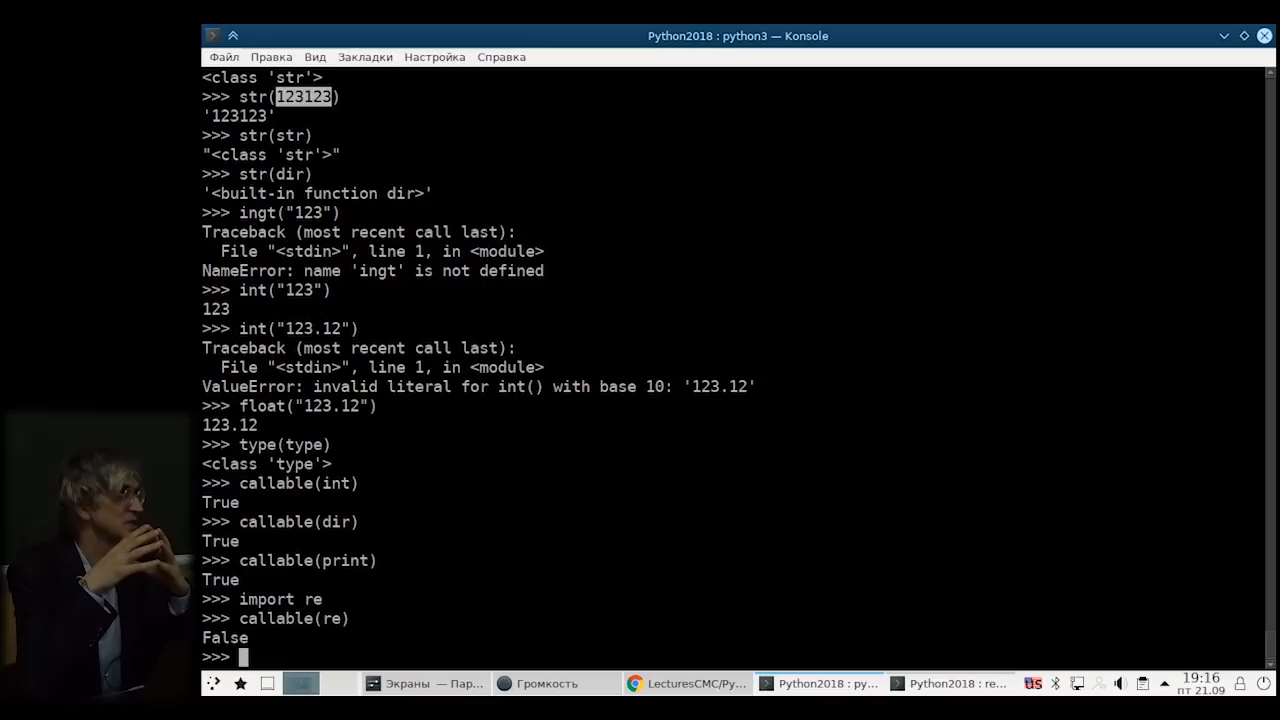 Python2018 : python3 — Konsole
Файл Правка Вид Закладки Настройка Справка
<class 'str'>
>>> str(123123)
'123123'
>>> str(str)
"<class 'str'>"
>>> str(dir)
'<built-in function dir>'
>>> ingt("123")
Traceback (most recent call last):
  File "<stdin>", line 1, in <module>
NameError: name 'ingt' is not defined
>>> int("123")
123
>>> int("123.12")
Traceback (most recent call last):
  File "<stdin>", line 1, in <module>
ValueError: invalid literal for int() with base 10: '123.12'
>>> float("123.12")
123.12
>>> type(type)
<class 'type'>
>>> callable(int)
True
>>> callable(dir)
True
>>> callable(print)
True
>>> import re
>>> callable(re)
False
>>>
Экраны — Пар... Громкость LecturesCMC/Py... Python2018 : py... Python2018 : re... us 19:16
пт 21.09